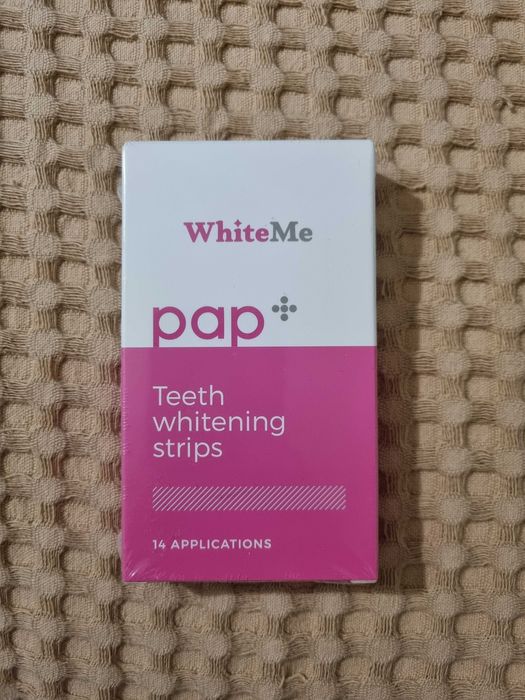 WhiteMe
pap+
Teeth
whitening
strips
14 APPLICATIONS